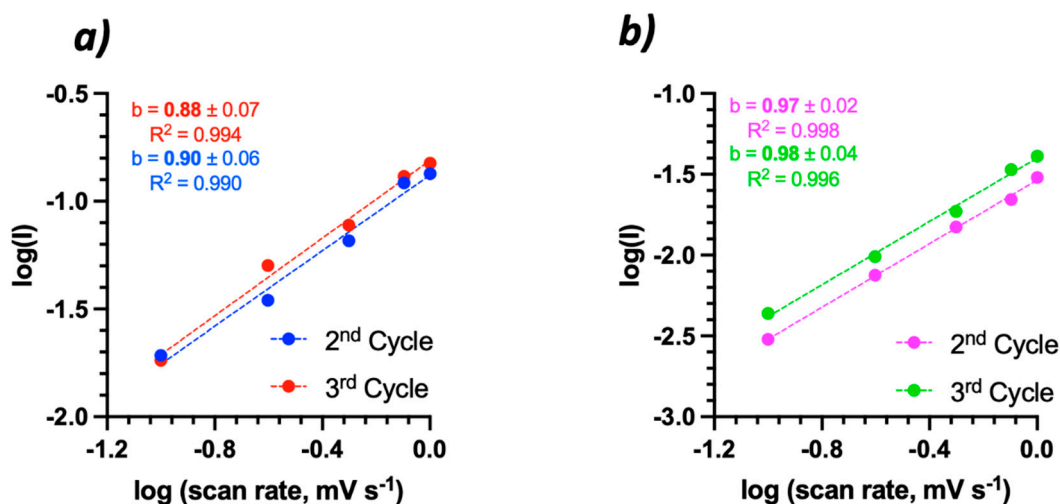 a)
b = 0.88 ± 0.07
R² = 0.994
b = 0.90 ± 0.06
R² = 0.990
-0.5
-1.0
-1.5
-2.0
log(I)
2nd Cycle
3rd Cycle
-1.2 -0.8 -0.4 0.0
log (scan rate, mV s-1)
b)
b = 0.97 ± 0.02
R² = 0.998
b = 0.98 ± 0.04
R² = 0.996
-1.0
-1.5
-2.0
-2.5
-3.0
log(I)
2nd Cycle
3rd Cycle
-1.2 -0.8 -0.4 0.0
log (scan rate, mV s-1)